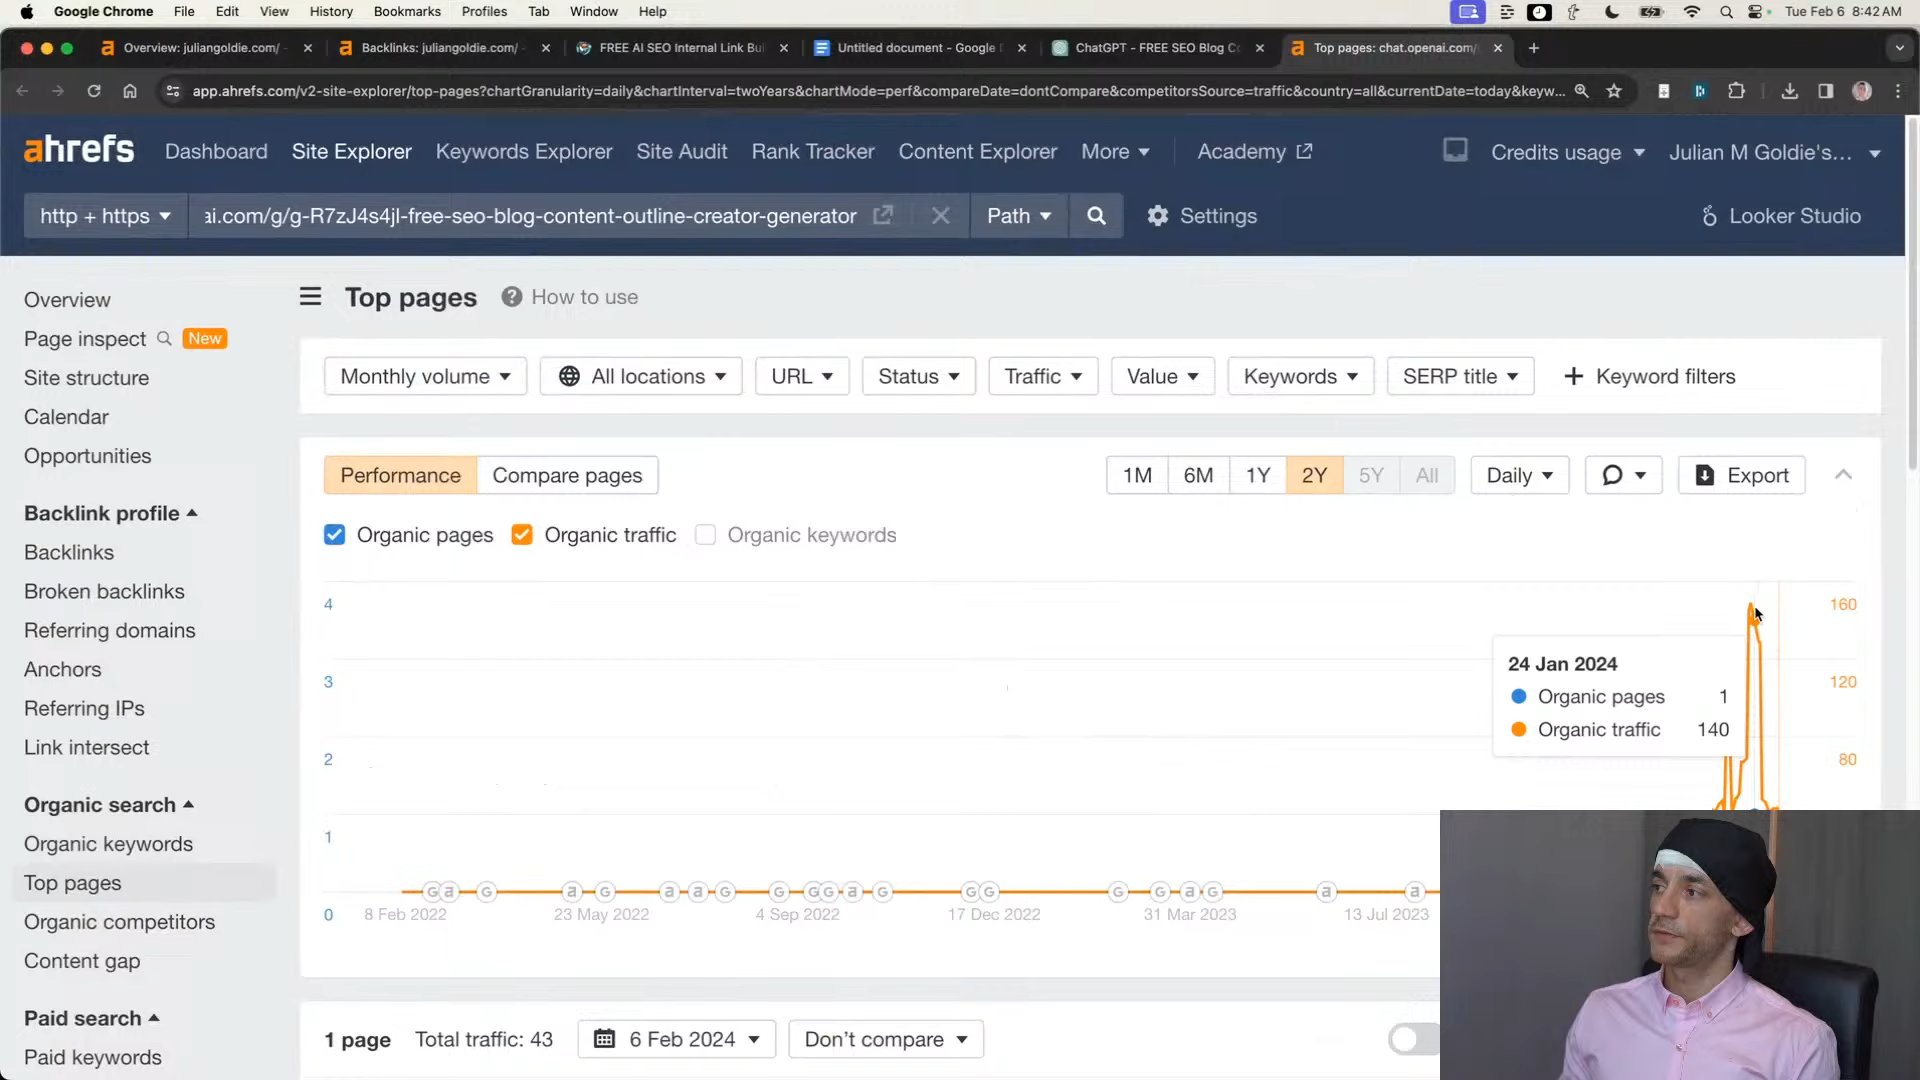 Google Chrome File Edit View History Bookmarks Profiles Tab Window Help Tue Feb 6 8:42 AM
Overview: juliangoldie.com/ Backlinks: juliangoldie.com/ FREE AI SEO Internal Link Bui Untitled document - Google ChatGPT - FREE SEO Blog Co Top pages: chat.openai.com/
app.ahrefs.com/v2-site-explorer/top-pages?chartGranularity=daily&chartInterval=twoYears&chartMode=perf&compareDate=dontCompare&competitorsSource=traffic&country=all&currentDate=today&keyw...
ahrefs Dashboard Site Explorer Keywords Explorer Site Audit Rank Tracker Content Explorer More Academy Credits usage Julian M Goldie's...
http + https ai.com/g/g-R7zJ4s4jl-free-seo-blog-content-outline-creator-generator Path Settings Looker Studio
Overview
Page inspect New
Site structure
Calendar
Opportunities
Backlink profile
Backlinks
Broken backlinks
Referring domains
Anchors
Referring IPs
Link intersect
Organic search
Organic keywords
Top pages
Organic competitors
Content gap
Paid search
Paid keywords
Top pages How to use
Monthly volume All locations URL Status Traffic Value Keywords SERP title + Keyword filters
Performance Compare pages 1M 6M 1Y 2Y 5Y All Daily Export
Organic pages Organic traffic Organic keywords
4 160
3 120
2 80
1
0
24 Jan 2024
Organic pages 1
Organic traffic 140
G a G a G a a G G G a G G G G a G a a
8 Feb 2022 23 May 2022 4 Sep 2022 17 Dec 2022 31 Mar 2023 13 Jul 2023
1 page Total traffic: 43 6 Feb 2024 Don't compare